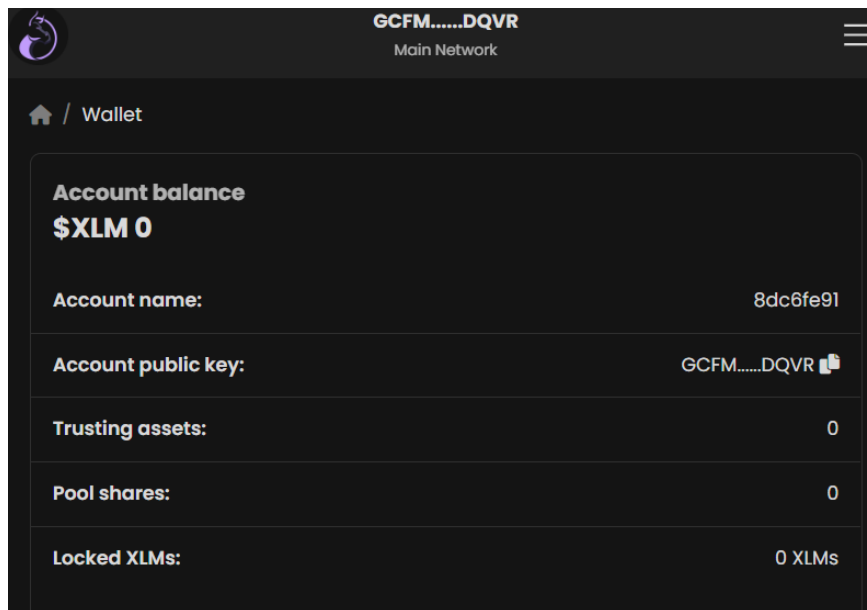 GCFM......DQVR
Main Network
/ Wallet
Account balance
$XLM 0
Account name: 8dc6fe91
Account public key: GCFM......DQVR
Trusting assets: 0
Pool shares: 0
Locked XLMs: 0 XLMs